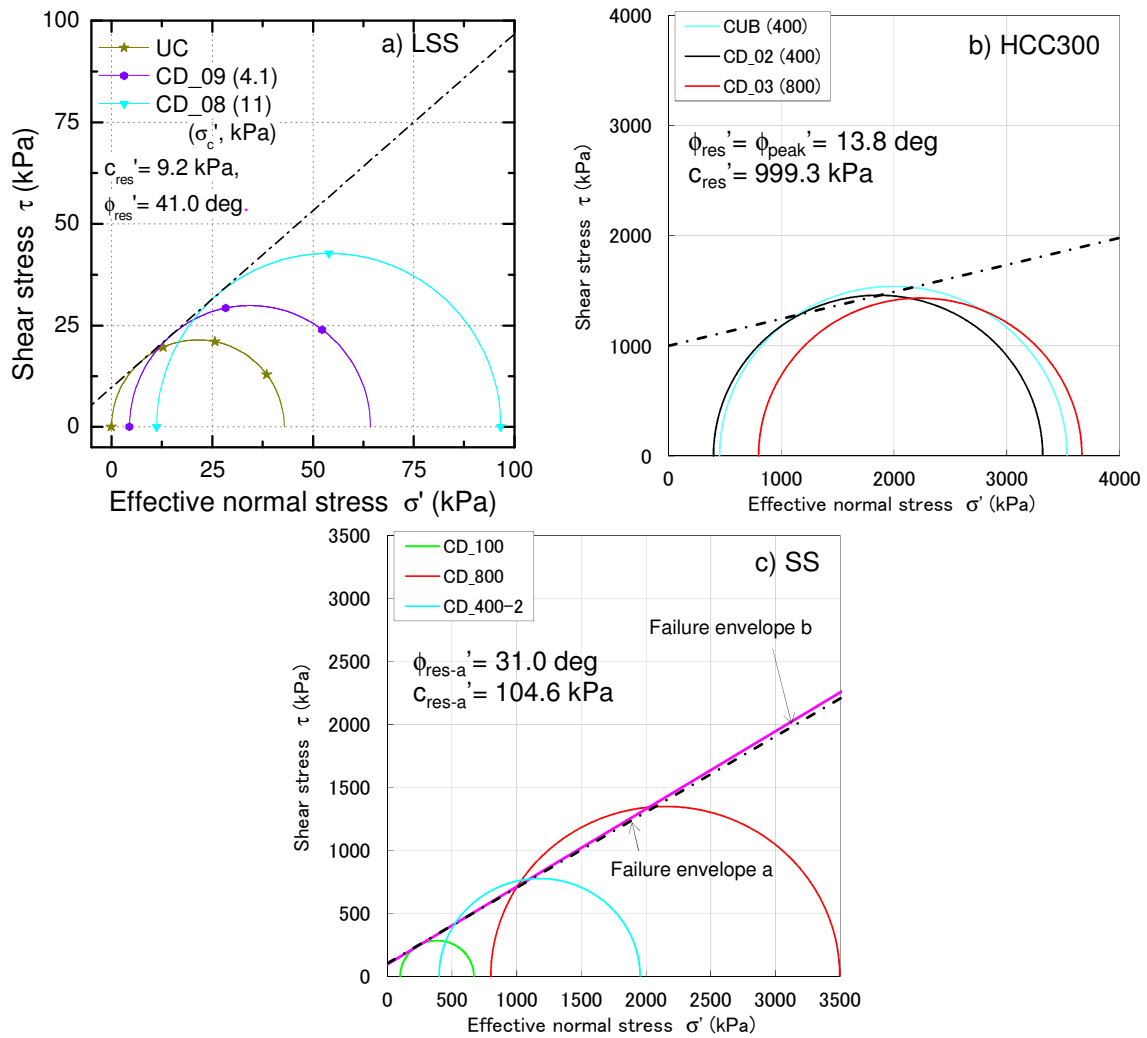 a) LSS
UC
CD_09 (4.1)
CD_08 (11)
(σc', kPa)
cres'= 9.2 kPa,
ϕres'= 41.0 deg.
100
75
50
25
0
Shear stress τ (kPa)
0 25 50 75 100
Effective normal stress σ' (kPa)
b) HCC300
CUB (400)
CD_02 (400)
CD_03 (800)
ϕres'= ϕpeak'= 13.8 deg
cres'= 999.3 kPa
4000
3000
2000
1000
0
Shear stress τ (kPa)
0 1000 2000 3000 4000
Effective normal stress σ' (kPa)
c) SS
CD_100
CD_800
CD_400-2
Failure envelope b
ϕres-a'= 31.0 deg
cres-a'= 104.6 kPa
Failure envelope a
3500
3000
2500
2000
1500
1000
500
0
Shear stress τ (kPa)
0 500 1000 1500 2000 2500 3000 3500
Effective normal stress σ' (kPa)